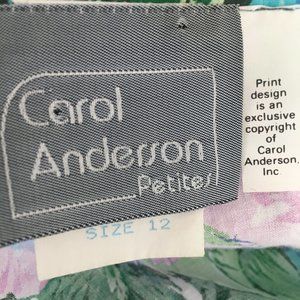 Carol
Anderson
Petites
SIZE 12
Print
design
is an
exclusive
copyright
of
Carol
Anderson,
Inc.